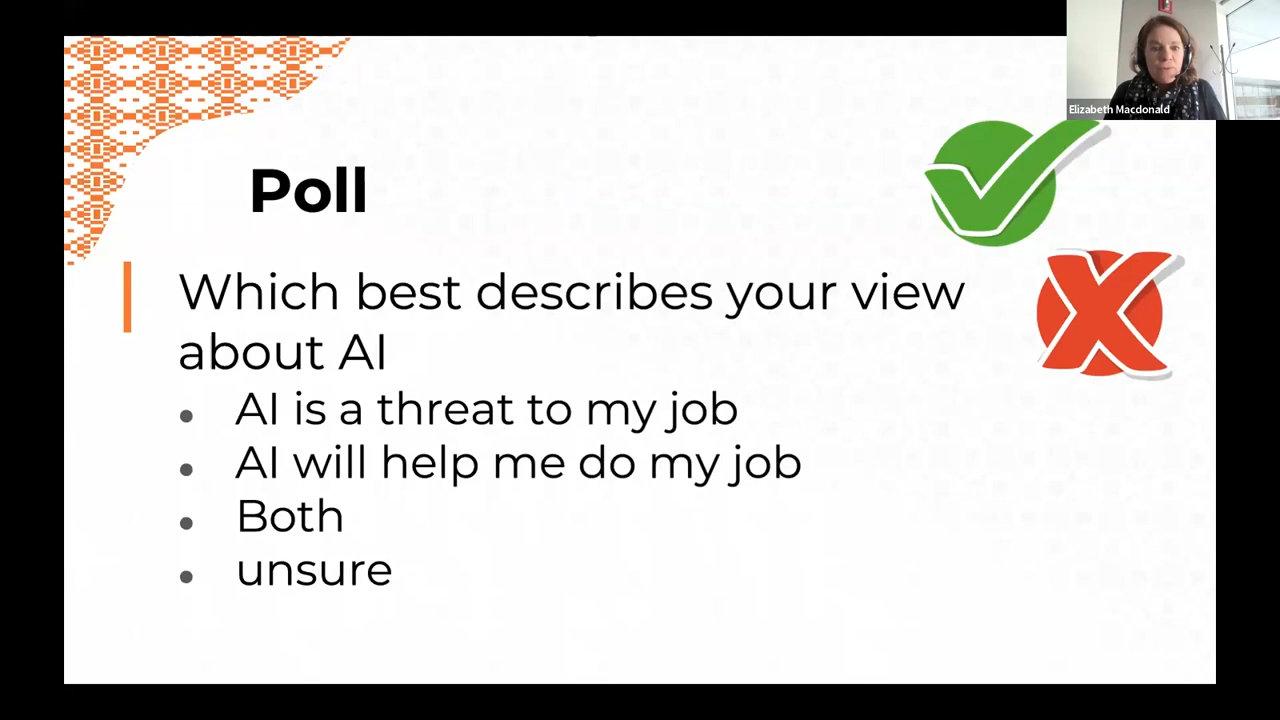 Elizabeth Macdonald
Poll
Which best describes your view
about AI
AI is a threat to my job
AI will help me do my job
Both
unsure